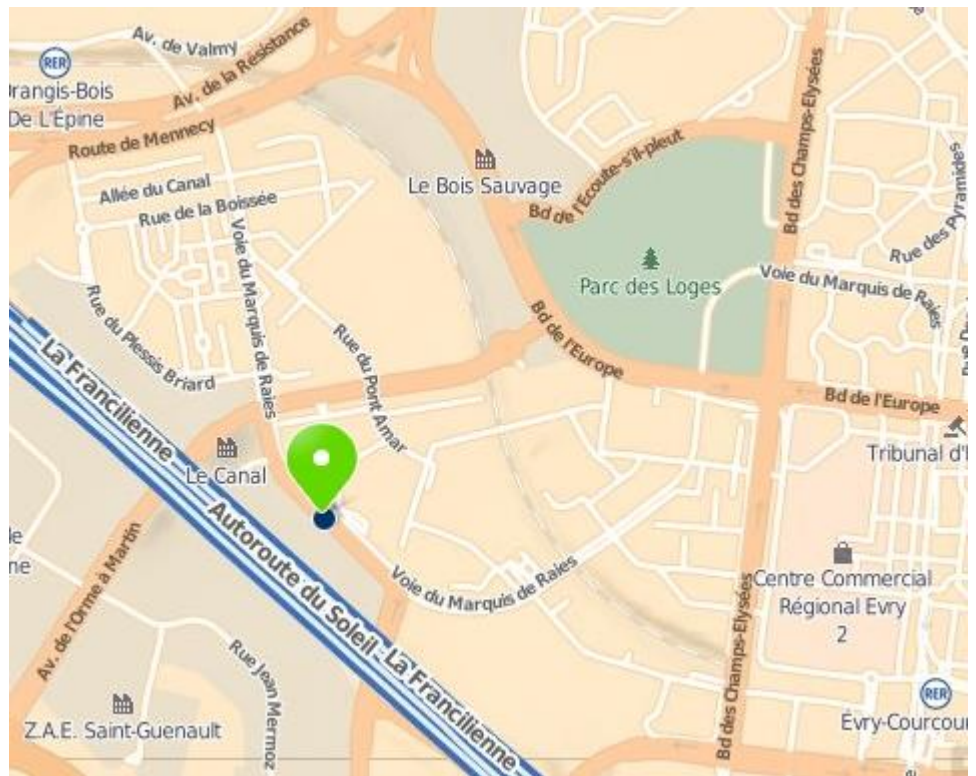 Av. de Valmy
Av. de la Résistance
RER
Orangis-Bois
De L'Épine
Route de Mennecy
Bd des Champs-Elysées
Le Bois Sauvage
Bd de l'Ecoute-s'il-pleut
Allée du Canal
Rue de la Boissée
Rue des Pyramides
Voie du Marquis de Raies
Parc des Loges
Voie du Marquis de Raies
Rue du Plessis Briard
Rue du Pont Amar
Bd de l'Europe
La Francilienne
Bd de l'Europe
Tribunal d'
Le Canal
Autoroute du Soleil - La Francilienne
Av. de l'Orme à Martin
Voie du Marquis de Raies
Centre Commercial
Régional Evry
2
Bd des Champs-Elysées
Rue Jean Mermoz
RER
Z.A.E. Saint-Guenault
Évry-Courcour